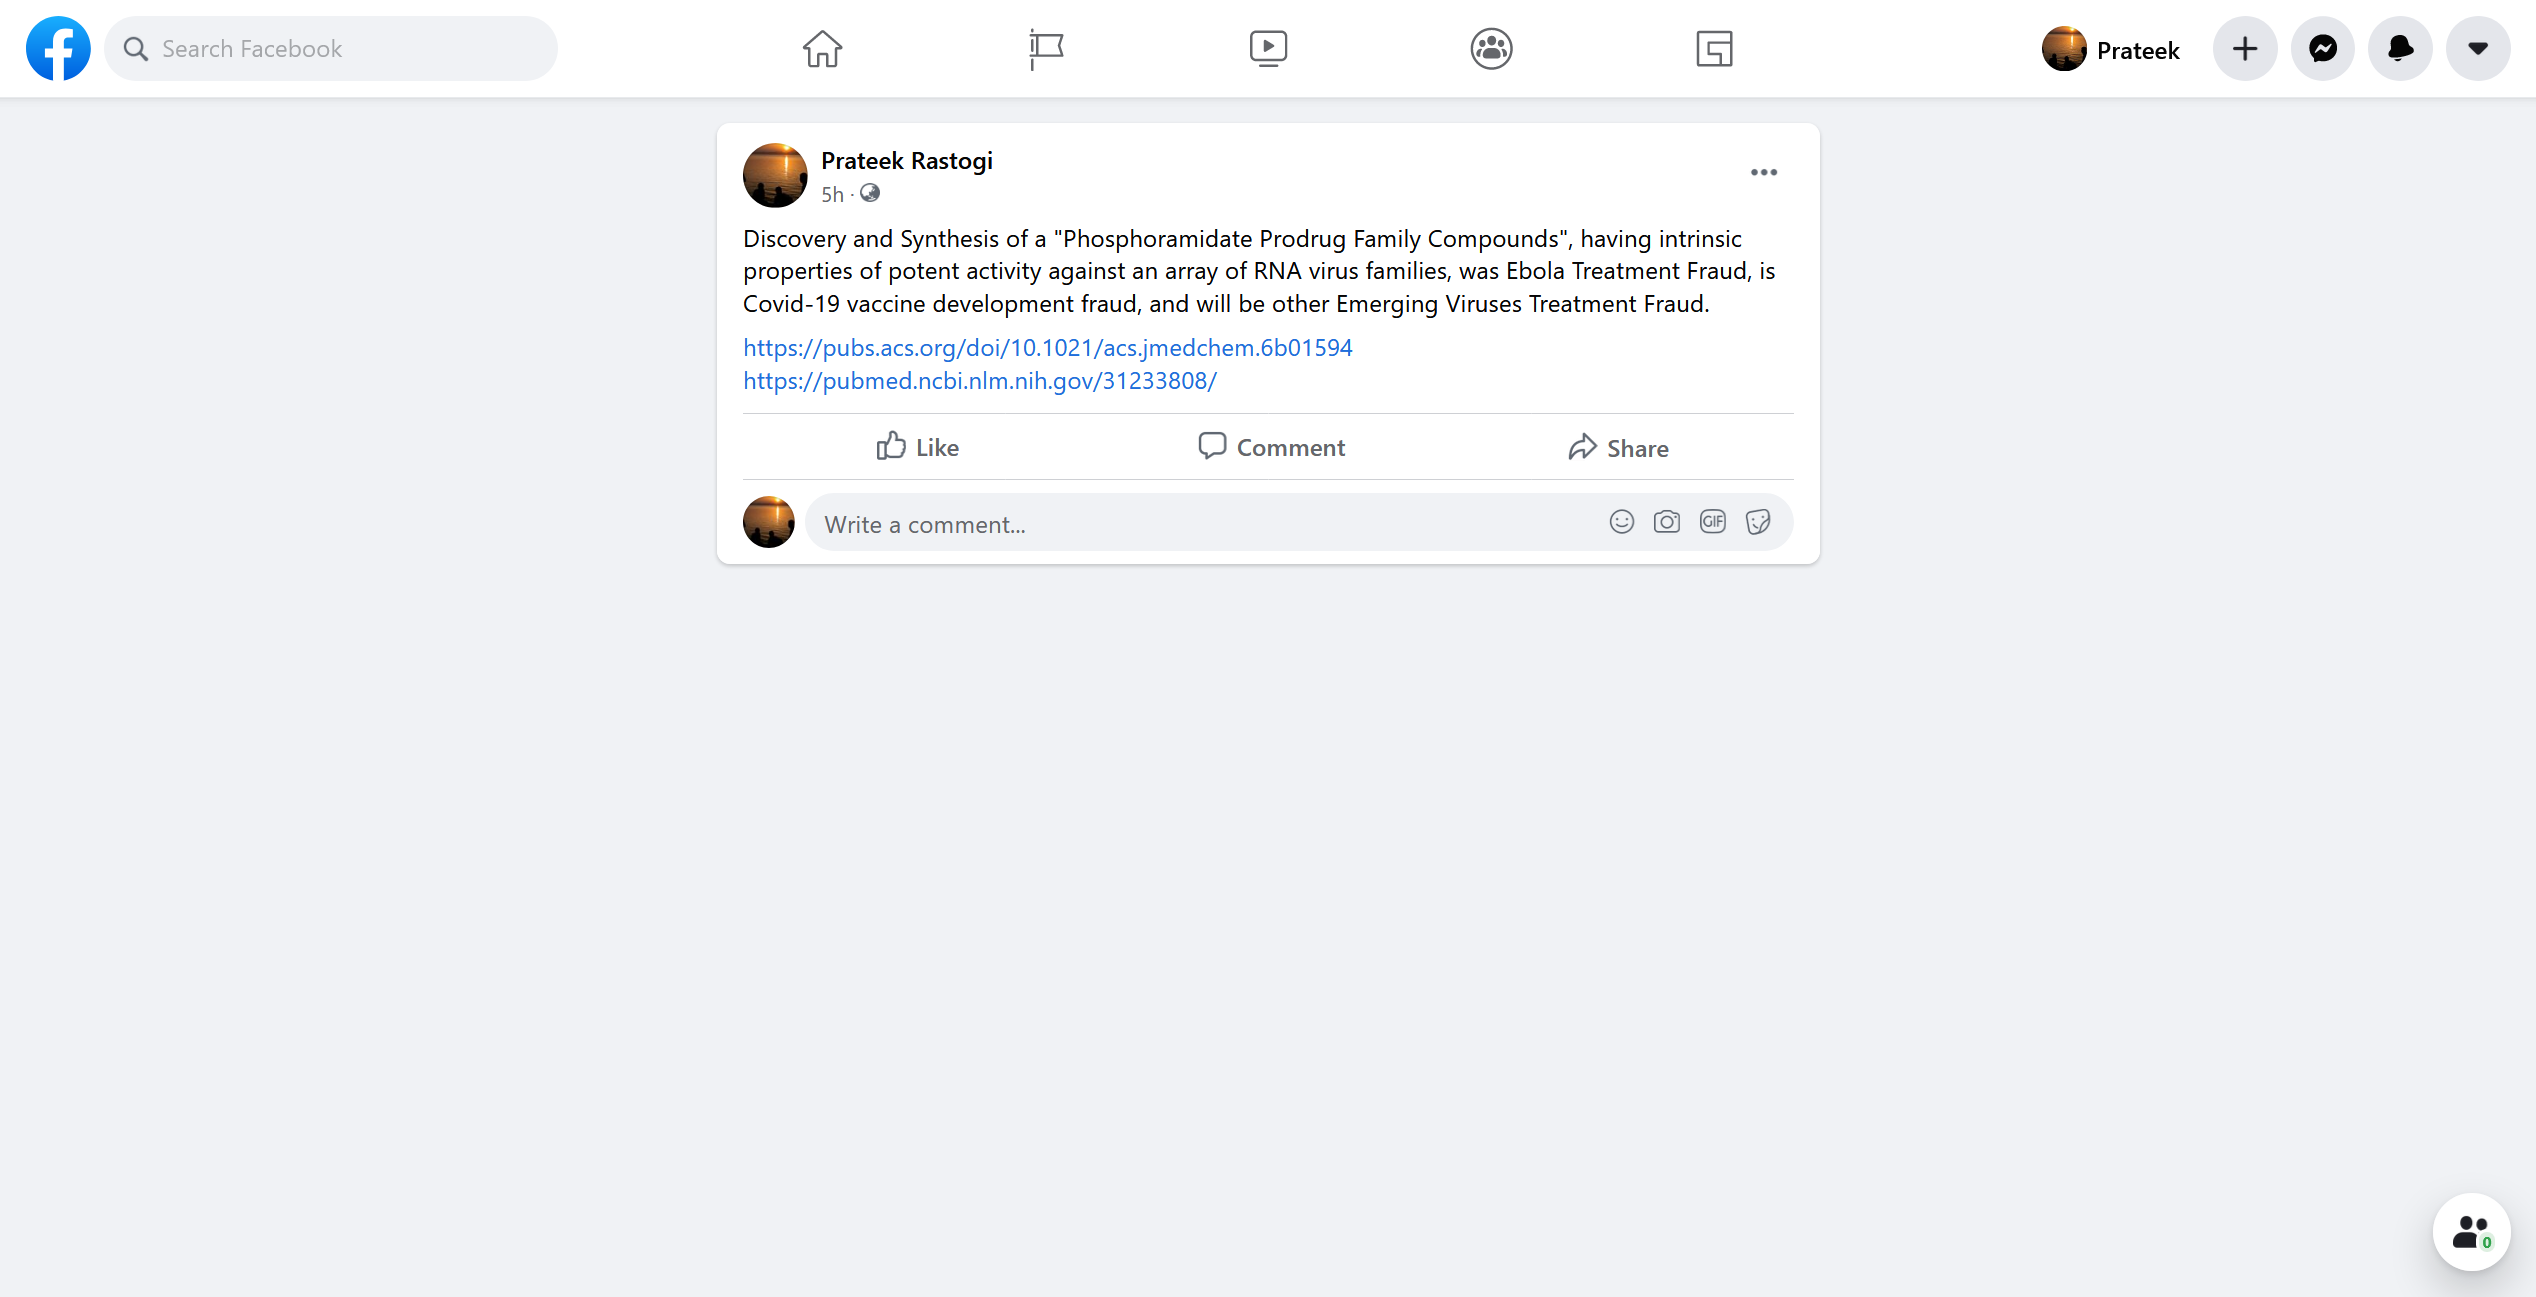 Search Facebook
Prateek
Prateek Rastogi
5h ·
Discovery and Synthesis of a "Phosphoramidate Prodrug Family Compounds", having intrinsic
properties of potent activity against an array of RNA virus families, was Ebola Treatment Fraud, is
Covid-19 vaccine development fraud, and will be other Emerging Viruses Treatment Fraud.
https://pubs.acs.org/doi/10.1021/acs.jmedchem.6b01594
https://pubmed.ncbi.nlm.nih.gov/31233808/
Like
Comment
Share
Write a comment...
GIF
0